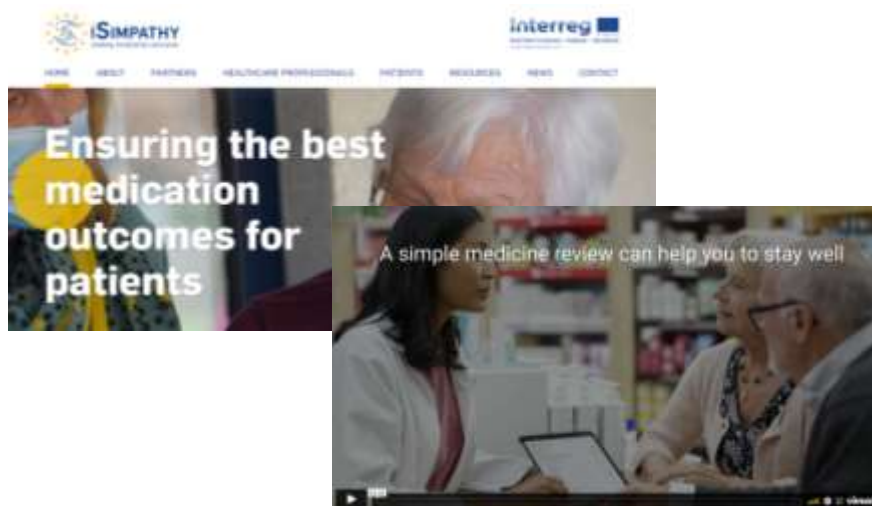 iSIMPATHY
Interreg
HOME ABOUT PARTNERS HEALTHCARE PROFESSIONALS PATIENTS RESOURCES NEWS CONTACT
Ensuring the best
medication
outcomes for
patients
A simple medicine review can help you to stay well
vimeo